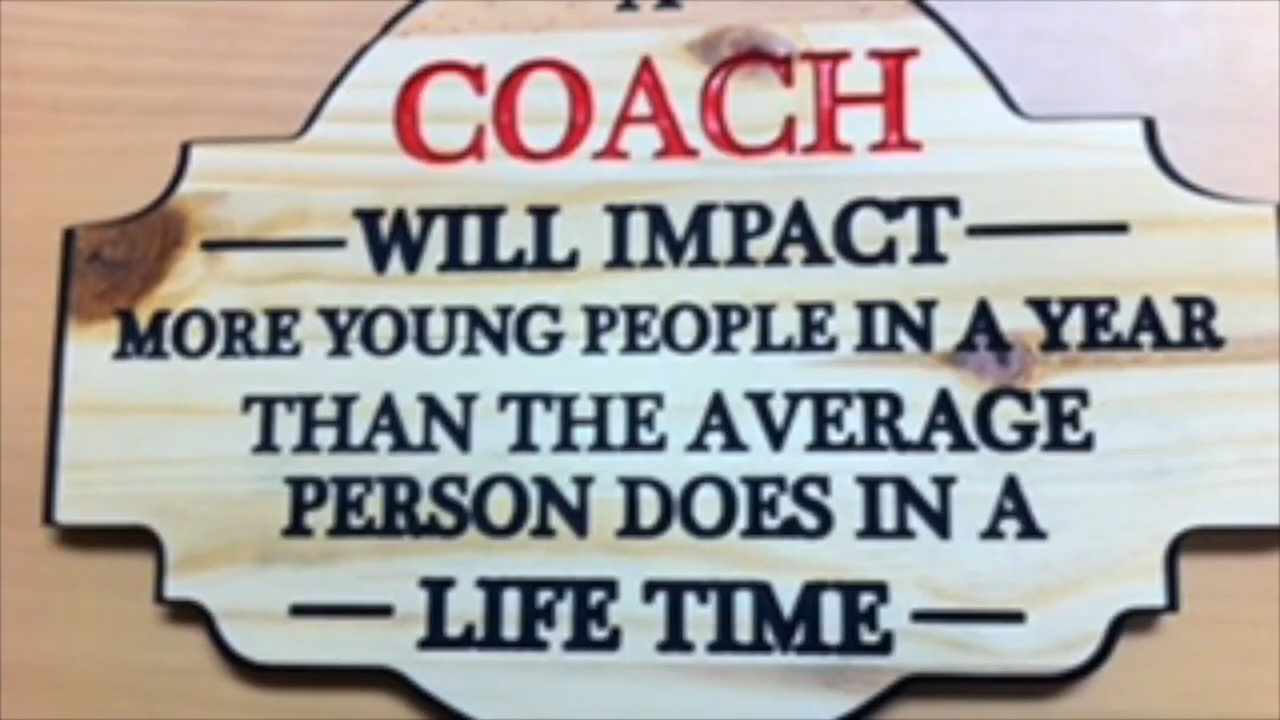 A
COACH
WILL IMPACT
MORE YOUNG PEOPLE IN A YEAR
THAN THE AVERAGE
PERSON DOES IN A
LIFE TIME